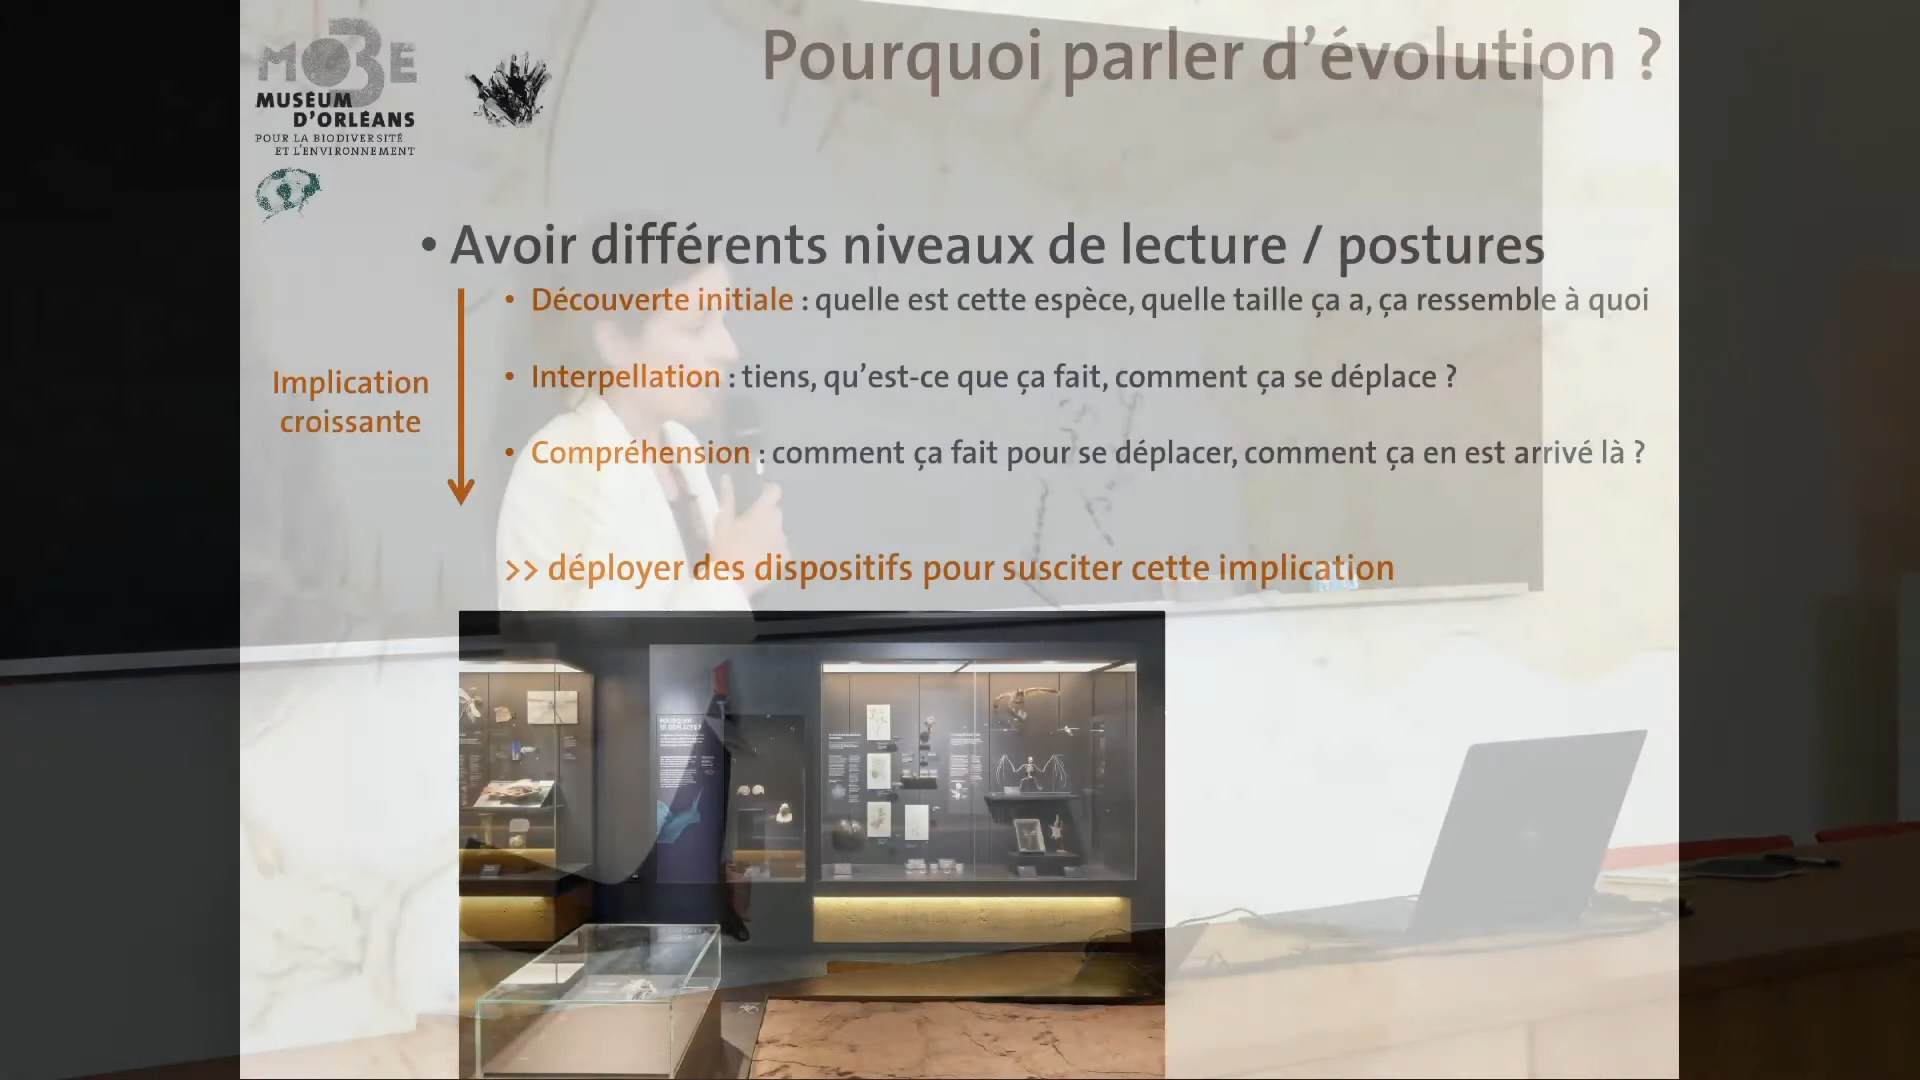 MOBE
MUSÉUM
D'ORLÉANS
POUR LA BIODIVERSITÉ
ET L'ENVIRONNEMENT
Pourquoi parler d'évolution ?
• Avoir différents niveaux de lecture / postures
• Découverte initiale : quelle est cette espèce, quelle taille ça a, ça ressemble à quoi
• Interpellation : tiens, qu'est-ce que ça fait, comment ça se déplace ?
Implication
croissante
• Compréhension : comment ça fait pour se déplacer, comment ça en est arrivé là ?
>> déployer des dispositifs pour susciter cette implication